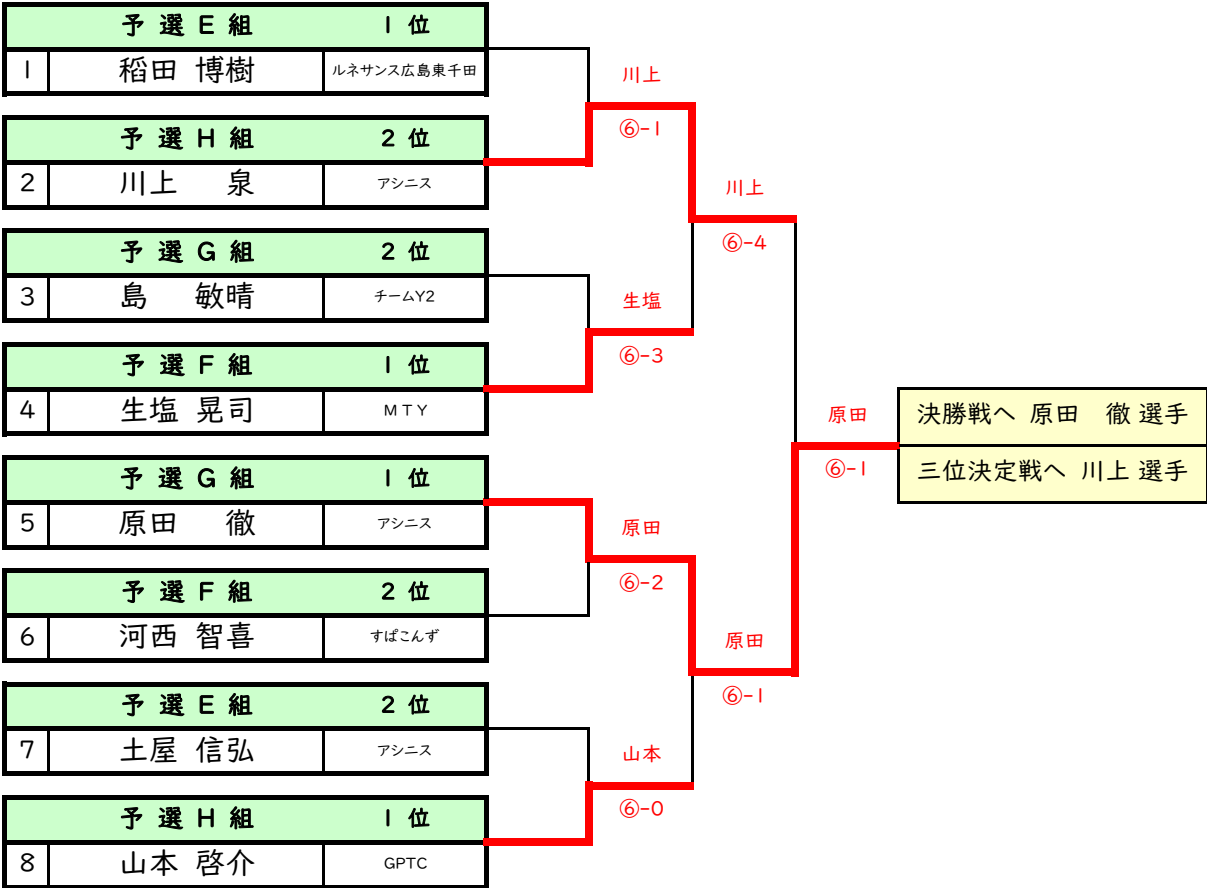 予選E組 1位
1 稲田 博樹 ルネサンス広島東千田
川上
⑥-1
予選H組 2位
2 川上 泉 アシニス
川上
⑥-4
予選G組 2位
3 島 敏晴 チームY2
生塩
⑥-3
予選F組 1位
4 生塩 晃司 MTY
原田
⑥-1
決勝戦へ 原田 徹 選手
三位決定戦へ 川上 選手
予選G組 1位
5 原田 徹 アシニス
原田
⑥-2
予選F組 2位
6 河西 智喜 すぱこんず
原田
⑥-1
予選E組 2位
7 土屋 信弘 アシニス
山本
⑥-0
予選H組 1位
8 山本 啓介 GPTC